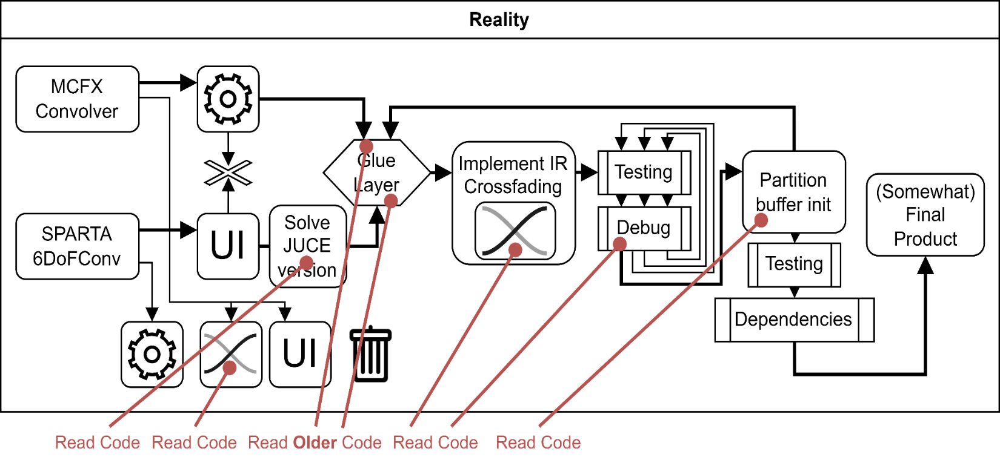 Reality
MCFX
Convolver
SPARTA
6DoFConv
UI
Solve
JUCE
version
UI
Glue
Layer
Implement IR
Crossfading
Testing
Debug
Partition
buffer init
Testing
Dependencies
(Somewhat)
Final
Product
Read Code
Read Code
Read Older Code
Read Code
Read Code